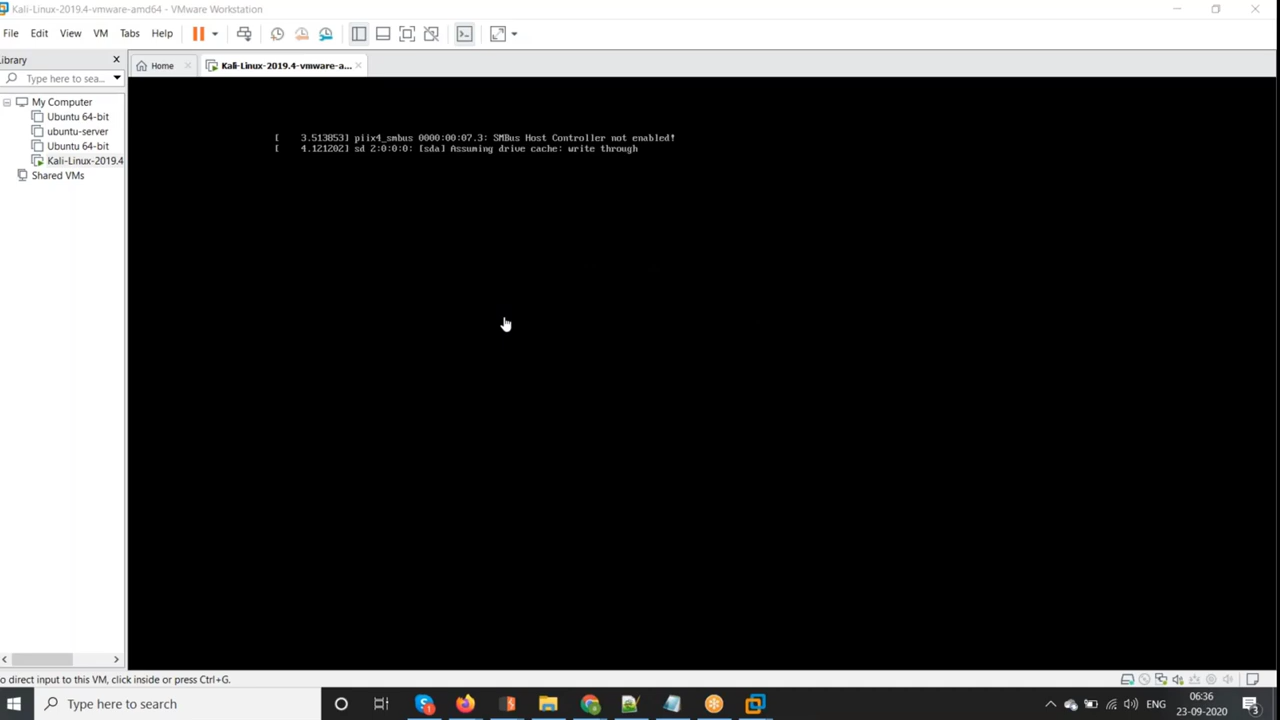 Kali-Linux-2019.4-vmware-amd64 - VMware Workstation
File Edit View VM Tabs Help
Library
Home
Kali-Linux-2019.4-vmware-a...
Type here to sea...
My Computer
Ubuntu 64-bit
ubuntu-server
Ubuntu 64-bit
Kali-Linux-2019.4
Shared VMs
[ 3.513853] piix4_smbus 0000:00:07.3: SMBus Host Controller not enabled!
[ 4.121202] sd 2:0:0:0: [sda] Assuming drive cache: write through
o direct input to this VM, click inside or press Ctrl+G.
Type here to search
ENG
06:36
23-09-2020
3